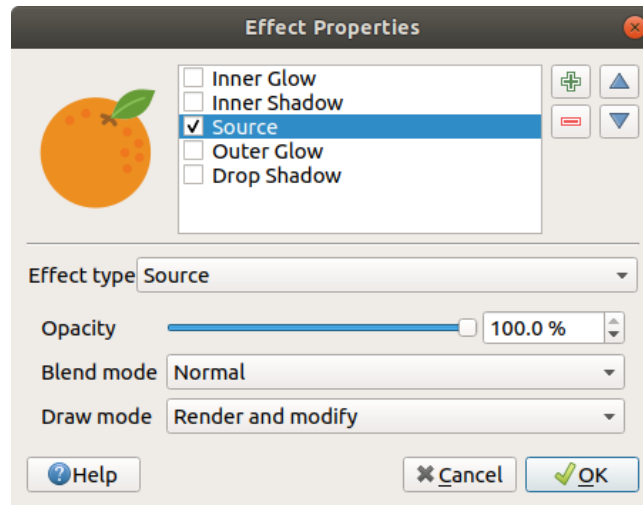 Effect Properties
Inner Glow
Inner Shadow
Source
Outer Glow
Drop Shadow
Effect type Source
Opacity 100.0 %
Blend mode Normal
Draw mode Render and modify
Help Cancel OK